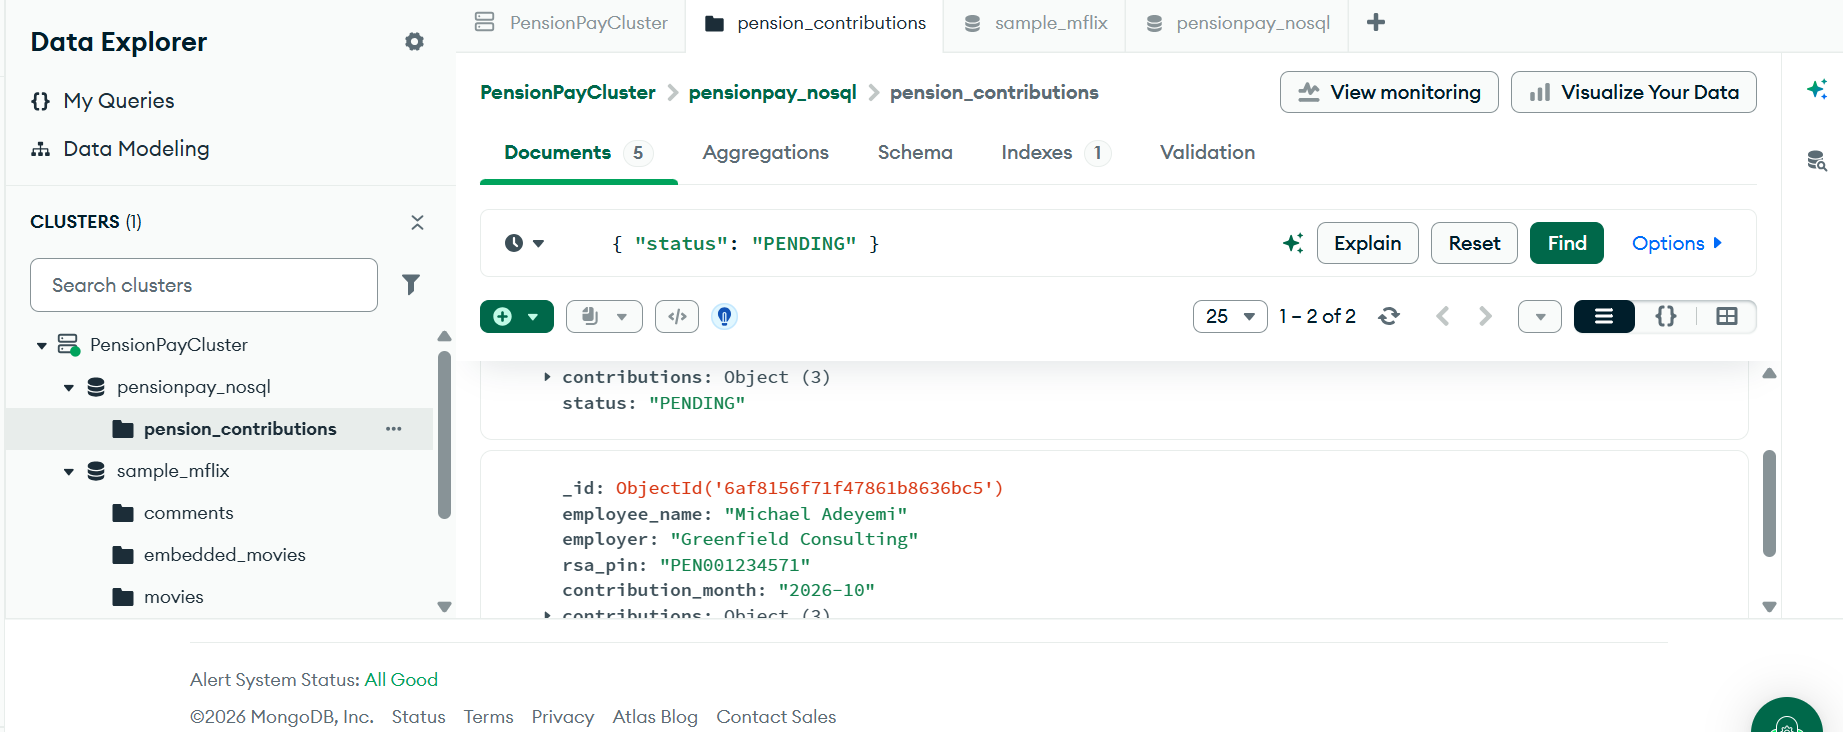 Data Explorer
My Queries
Data Modeling
CLUSTERS (1)
Search clusters
PensionPayCluster
pensionpay_nosql
pension_contributions
sample_mflix
comments
embedded_movies
movies
PensionPayCluster
pension_contributions
sample_mflix
pensionpay_nosql
PensionPayCluster > pensionpay_nosql > pension_contributions
View monitoring
Visualize Your Data
Documents 5
Aggregations
Schema
Indexes 1
Validation
{ "status": "PENDING" }
Explain
Reset
Find
Options
25
1 – 2 of 2
contributions: Object (3)
status: "PENDING"
_id: ObjectId('6af8156f71f47861b8636bc5')
employee_name: "Michael Adeyemi"
employer: "Greenfield Consulting"
rsa_pin: "PEN001234571"
contribution_month: "2026-10"
contributions: Object (3)
Alert System Status: All Good
©2026 MongoDB, Inc. Status Terms Privacy Atlas Blog Contact Sales